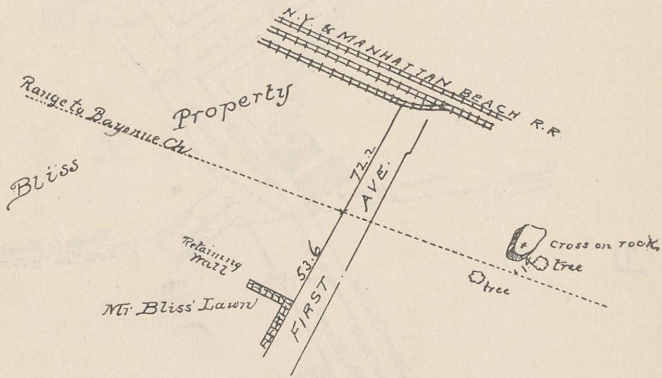 N.Y. & MANHATTAN BEACH R.R.
Range to Bayonne Ch.
Property
Bliss
72.2
AVE.
Cross on rock
tree
tree
Retaining
Wall
53.6
Mr Bliss' Lawn
FIRST